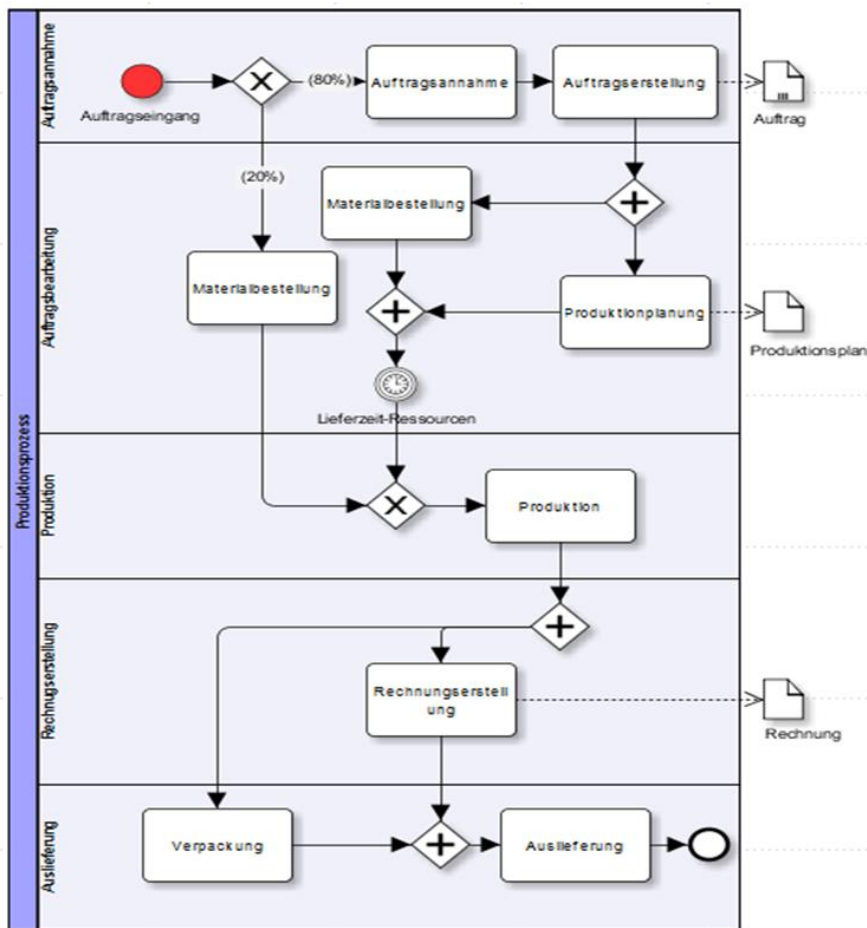 Produktionsprozess
Auftragsannahme
(80%)
Auftragsannahme
Auftragserstellung
Auftragseingang
Auftrag
Auftragsbearbeitung
(20%)
Materialbestellung
Materialbestellung
Produktionplanung
Produktionsplan
Lieferzeit-Ressourcen
Produktion
Produktion
Rechnugserstellung
Rechnungserstell
ung
Rechnung
Auslieferung
Verpackung
Auslieferung